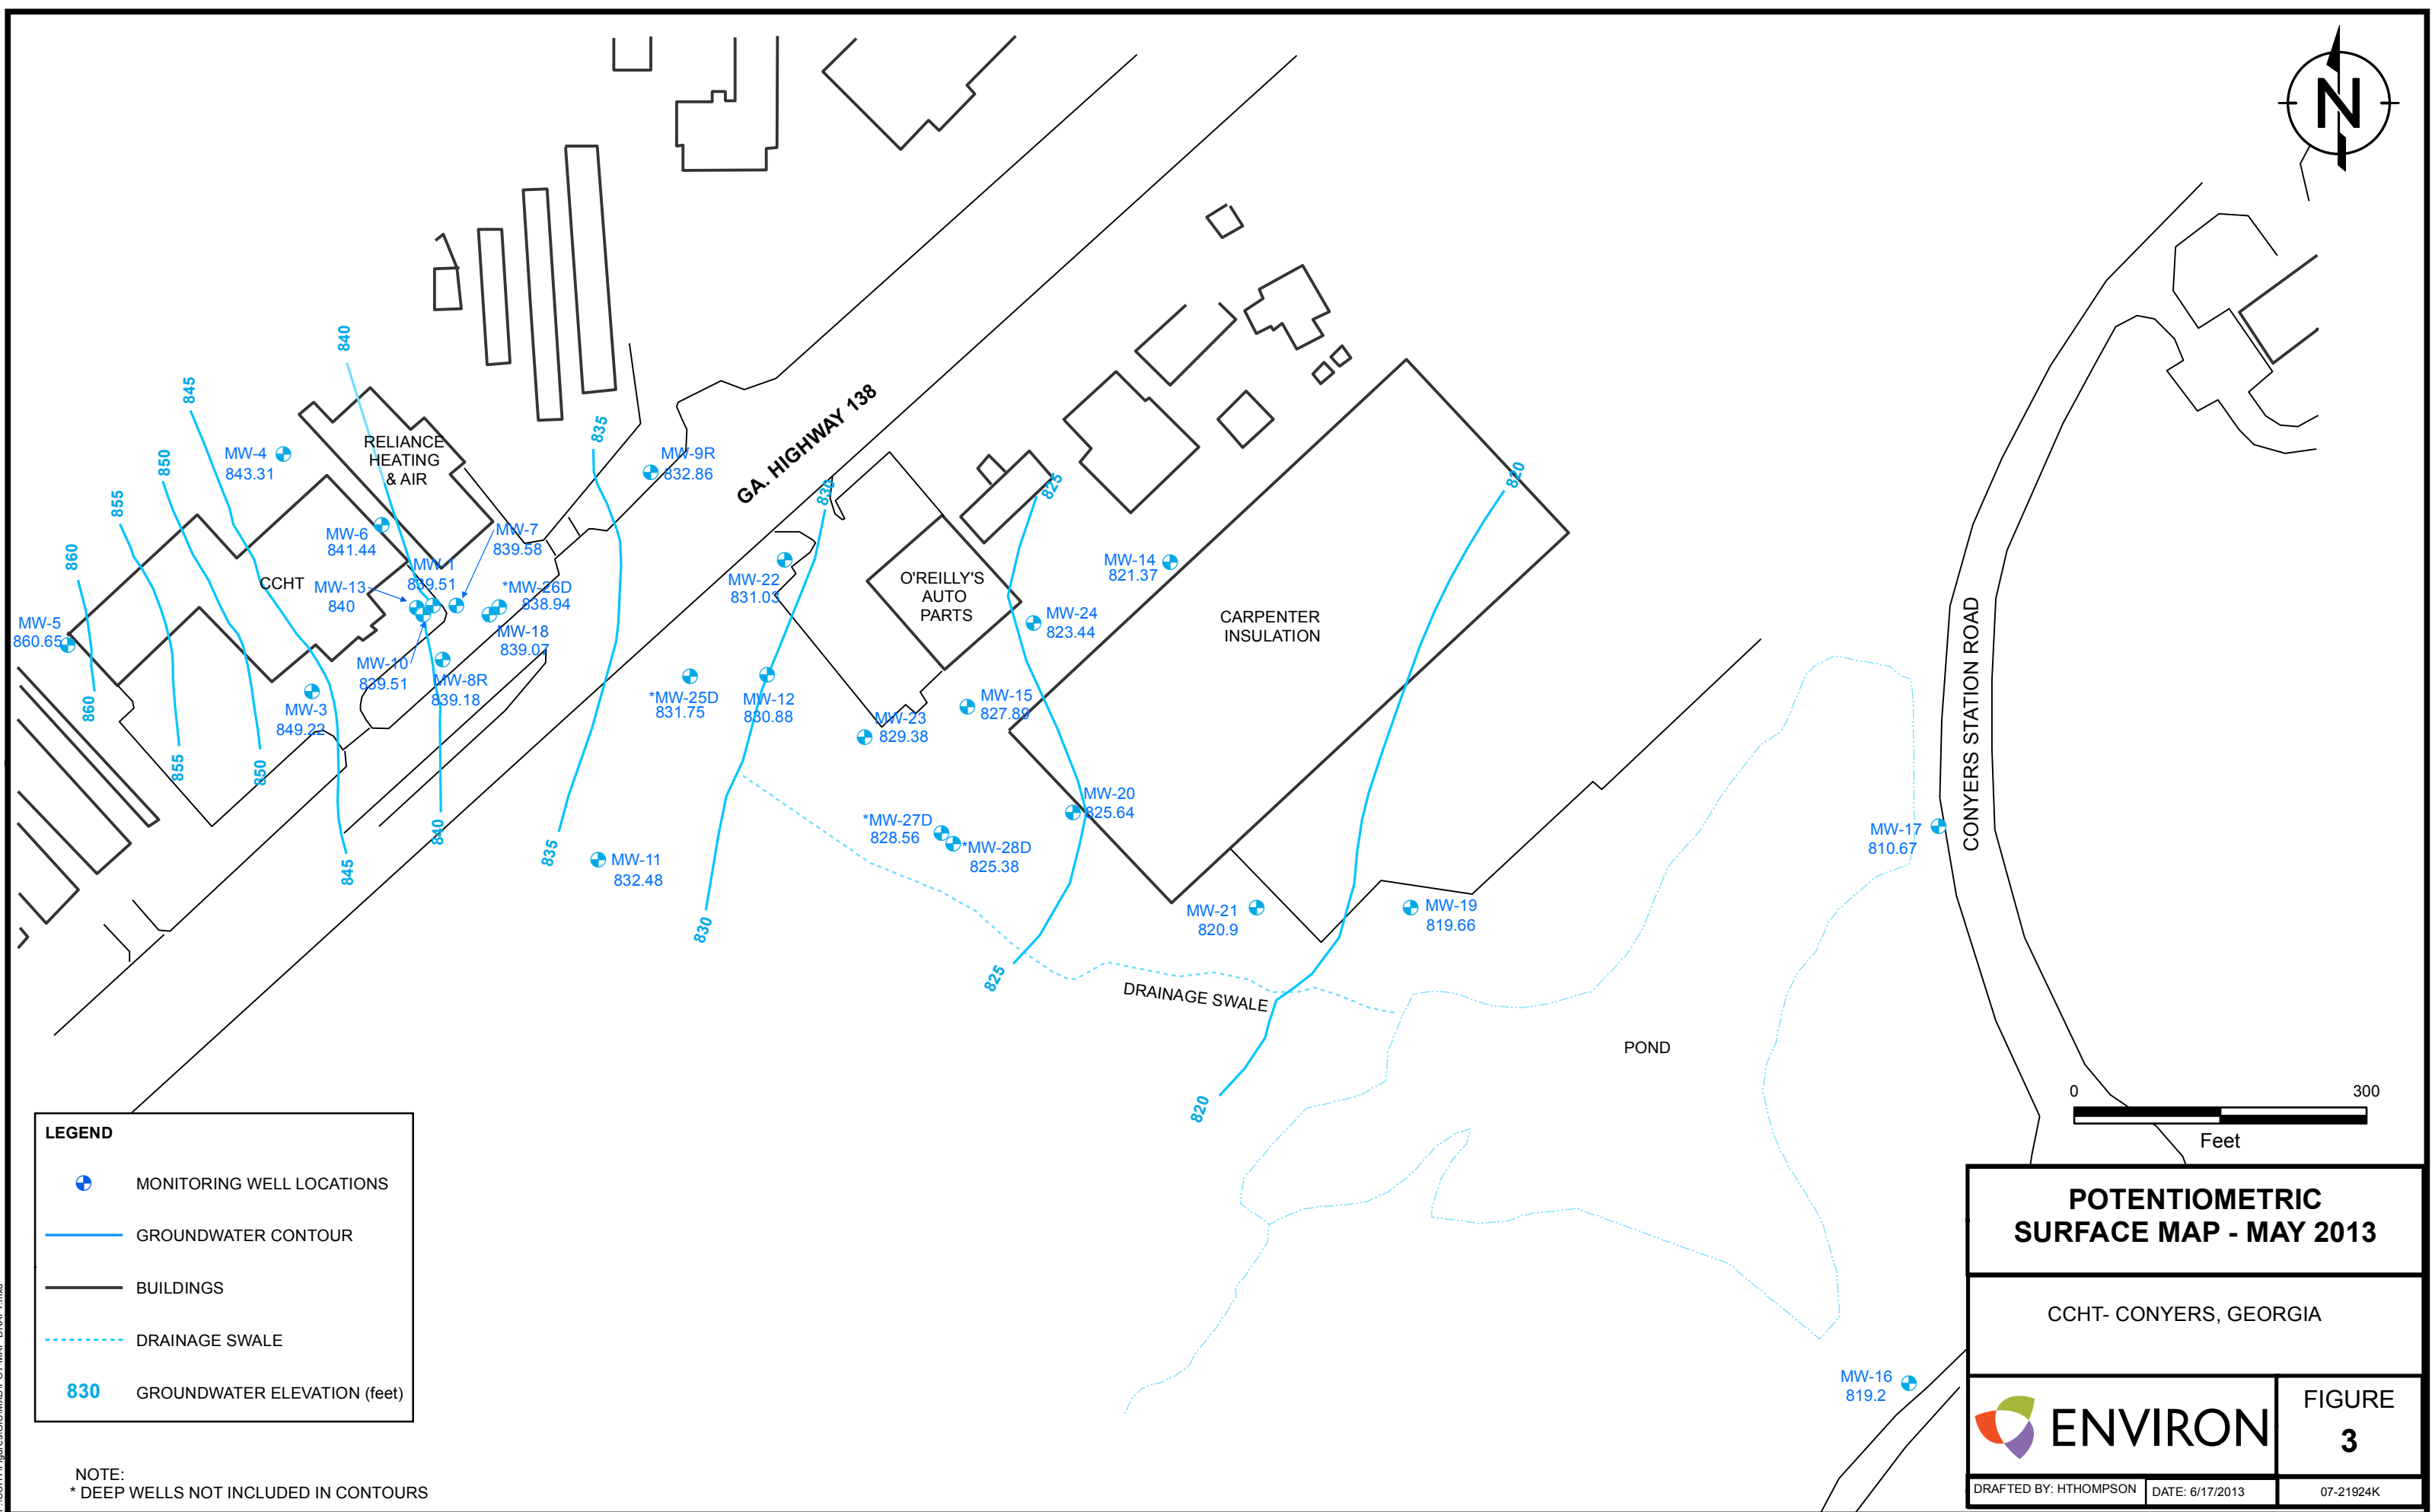 N
840
845
850
855
860
835
RELIANCE
HEATING
& AIR
MW-4
843.31
MW-9R
832.86
GA. HIGHWAY 138
830
825
820
MW-6
841.44
MW-7
839.58
MW-1
839.51
CCHT
MW-13
840
*MW-26D
838.94
MW-5
860.65
MW-18
839.07
MW-10
839.51
MW-8R
839.18
MW-3
849.22
860
855
850
845
840
835
830
825
820
MW-22
831.03
O'REILLY'S
AUTO
PARTS
MW-14
821.37
MW-24
823.44
CARPENTER
INSULATION
*MW-25D
831.75
MW-12
830.88
MW-23
829.38
MW-15
827.89
MW-20
825.64
*MW-27D
828.56
*MW-28D
825.38
MW-11
832.48
MW-21
820.9
MW-19
819.66
MW-17
810.67
CONYERS STATION ROAD
DRAINAGE SWALE
POND
MW-16
819.2
0 300
Feet
LEGEND
MONITORING WELL LOCATIONS
GROUNDWATER CONTOUR
BUILDINGS
DRAINAGE SWALE
830 GROUNDWATER ELEVATION (feet)
NOTE:
* DEEP WELLS NOT INCLUDED IN CONTOURS
POTENTIOMETRIC
SURFACE MAP - MAY 2013
CCHT- CONYERS, GEORGIA
ENVIRON
FIGURE
3
DRAFTED BY: HTHOMPSON
DATE: 6/17/2013
07-21924K